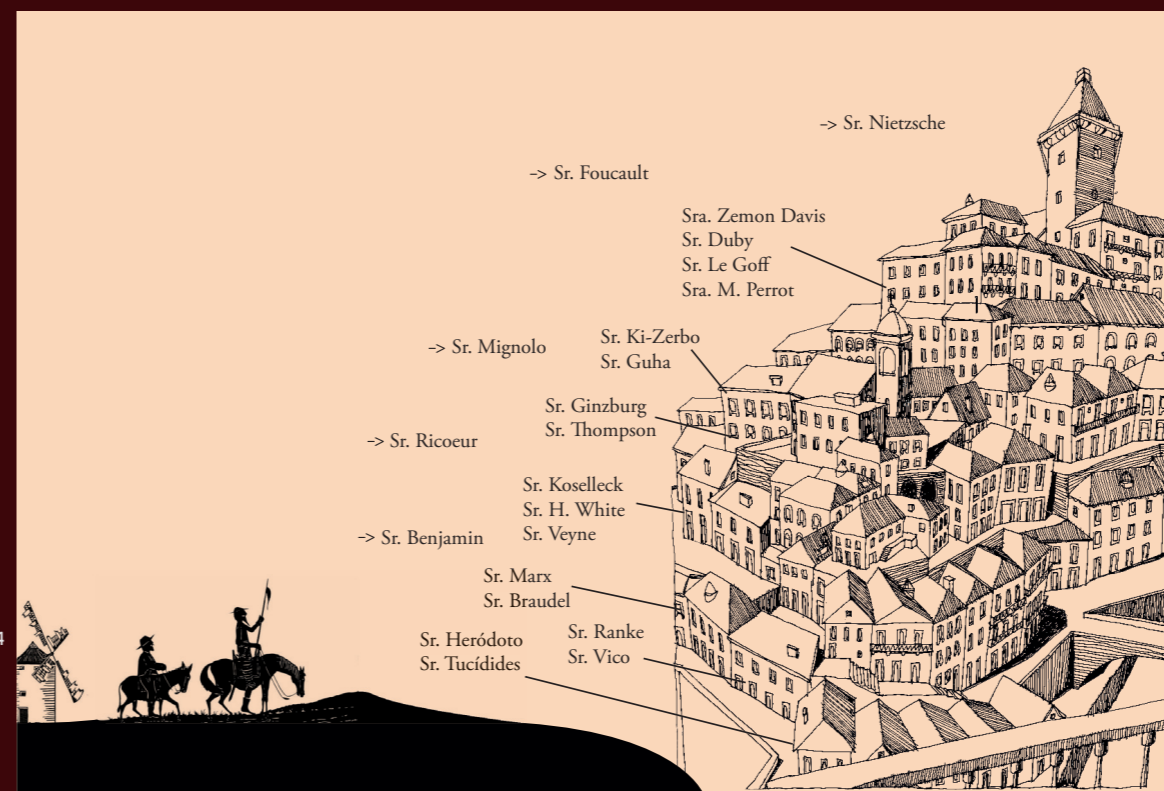 -> Sr. Nietzsche
-> Sr. Foucault
Sra. Zemon Davis
Sr. Duby
Sr. Le Goff
Sra. M. Perrot
-> Sr. Mignolo
Sr. Ki-Zerbo
Sr. Guha
Sr. Ginzburg
Sr. Thompson
-> Sr. Ricoeur
Sr. Koselleck
Sr. H. White
Sr. Veyne
-> Sr. Benjamin
Sr. Marx
Sr. Braudel
Sr. Heródoto
Sr. Tucídides
Sr. Ranke
Sr. Vico
4